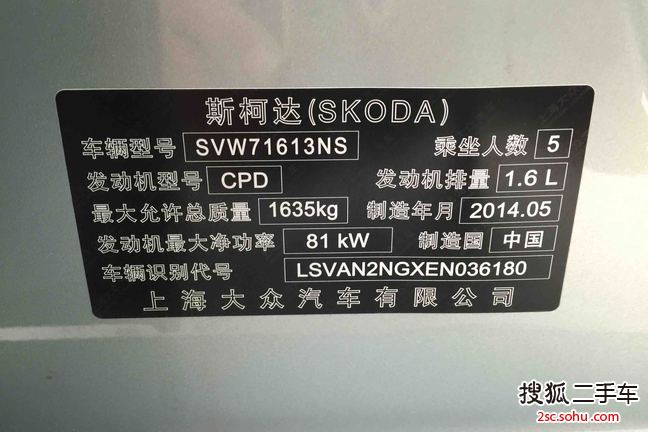 斯柯达(SKODA)
车辆型号 SVW71613NS 乘坐人数 5
发动机型号 CPD 发动机排量 1.6 L
最大允许总质量 1635kg 制造年月 2014.05
发动机最大净功率 81 kW 制造国 中国
车辆识别代号 LSVAN2NGXEN036180
上海大众汽车有限公司
搜狐二手车
2sc.sohu.com